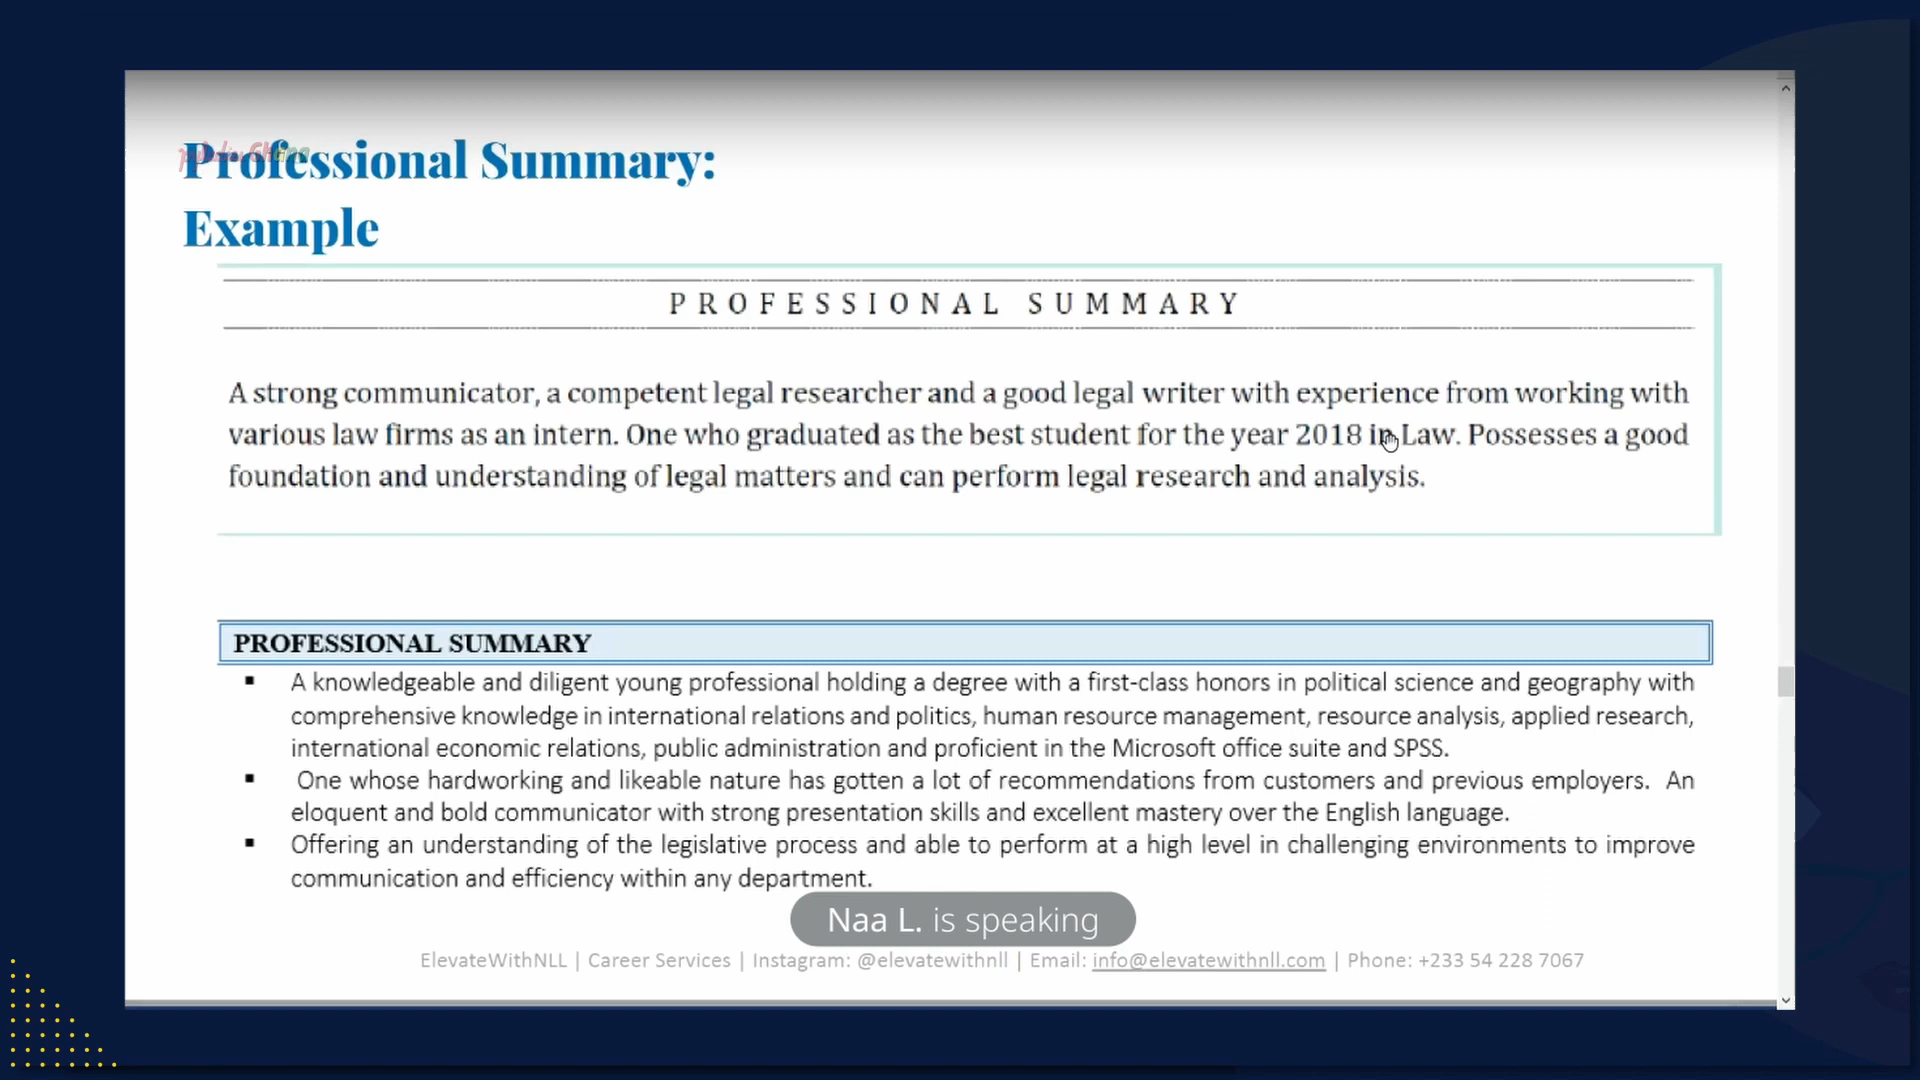 Professional Summary:
Example
PROFESSIONAL SUMMARY
A strong communicator, a competent legal researcher and a good legal writer with experience from working with
various law firms as an intern. One who graduated as the best student for the year 2018 in Law. Possesses a good
foundation and understanding of legal matters and can perform legal research and analysis.
PROFESSIONAL SUMMARY
▪ A knowledgeable and diligent young professional holding a degree with a first-class honors in political science and geography with
comprehensive knowledge in international relations and politics, human resource management, resource analysis, applied research,
international economic relations, public administration and proficient in the Microsoft office suite and SPSS.
▪ One whose hardworking and likeable nature has gotten a lot of recommendations from customers and previous employers. An
eloquent and bold communicator with strong presentation skills and excellent mastery over the English language.
▪ Offering an understanding of the legislative process and able to perform at a high level in challenging environments to improve
communication and efficiency within any department.
Naa L. is speaking
ElevateWithNLL | Career Services | Instagram: @elevatewithnll | Email: info@elevatewithnll.com | Phone: +233 54 228 7067